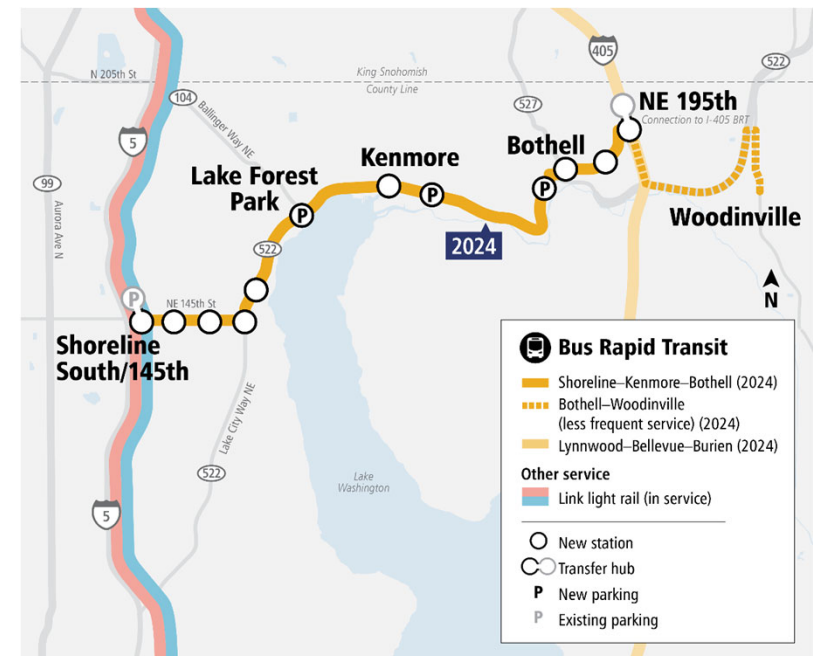 405
522
N 205th St
King Snohomish
County Line
104
Ballinger Way NE
527
NE 195th
Connection to I-405 BRT
5
Kenmore
Bothell
99
Lake Forest
Park
P
P
P
Woodinville
Aurora Ave N
522
2024
N
P
NE 145th St
Shoreline
South/145th
Lake City Way NE
522
Lake
Washington
5
Bus Rapid Transit
Shoreline–Kenmore–Bothell (2024)
Bothell–Woodinville
(less frequent service) (2024)
Lynnwood–Bellevue–Burien (2024)
Other service
Link light rail (in service)
New station
Transfer hub
P New parking
P Existing parking